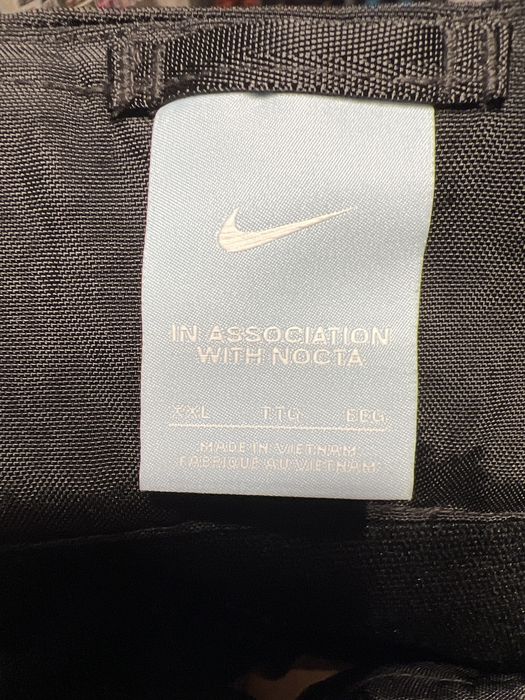 IN ASSOCIATION
WITH NOCTA
XXL TTG EEG
MADE IN VIETNAM
FABRIQUÉ AU VIETNAM